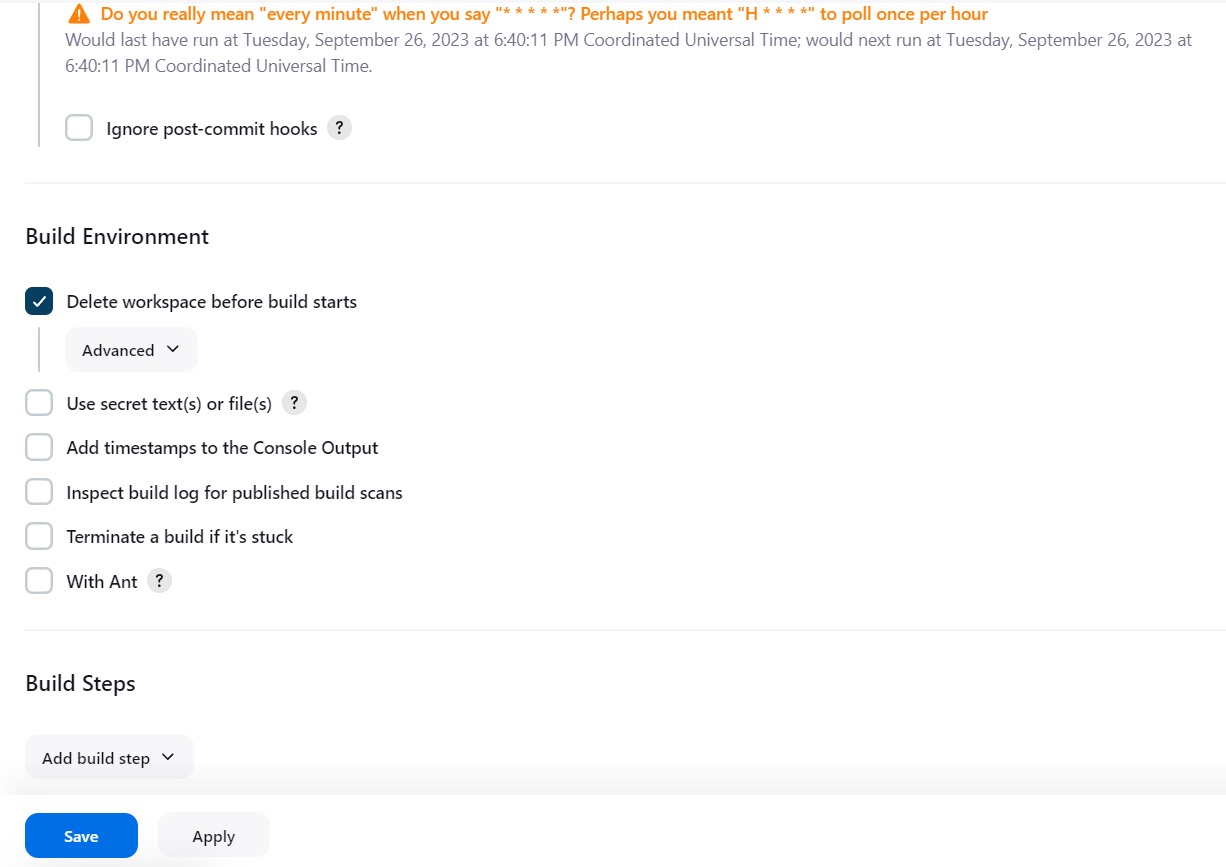 Do you really mean "every minute" when you say "* * * * *"? Perhaps you meant "H * * * *" to poll once per hour
Would last have run at Tuesday, September 26, 2023 at 6:40:11 PM Coordinated Universal Time; would next run at Tuesday, September 26, 2023 at
6:40:11 PM Coordinated Universal Time.
Ignore post-commit hooks ?
Build Environment
Delete workspace before build starts
Advanced
Use secret text(s) or file(s) ?
Add timestamps to the Console Output
Inspect build log for published build scans
Terminate a build if it's stuck
With Ant ?
Build Steps
Add build step
Save Apply